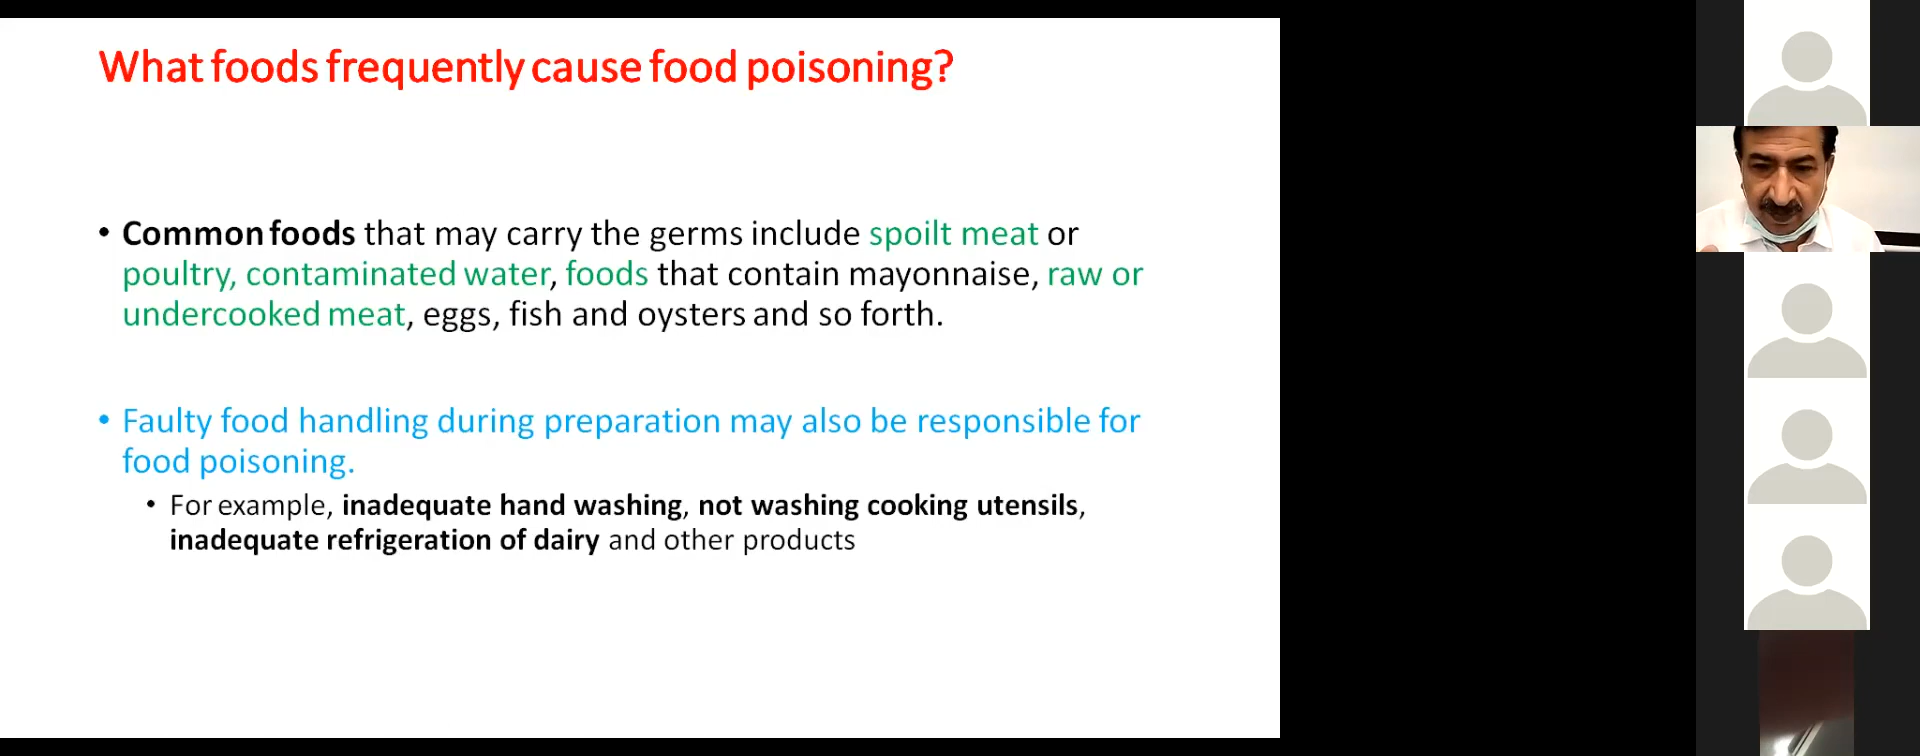 What foods frequently cause food poisoning?
• Common foods that may carry the germs include spoilt meat or
poultry, contaminated water, foods that contain mayonnaise, raw or
undercooked meat, eggs, fish and oysters and so forth.
• Faulty food handling during preparation may also be responsible for
food poisoning.
• For example, inadequate hand washing, not washing cooking utensils,
inadequate refrigeration of dairy and other products